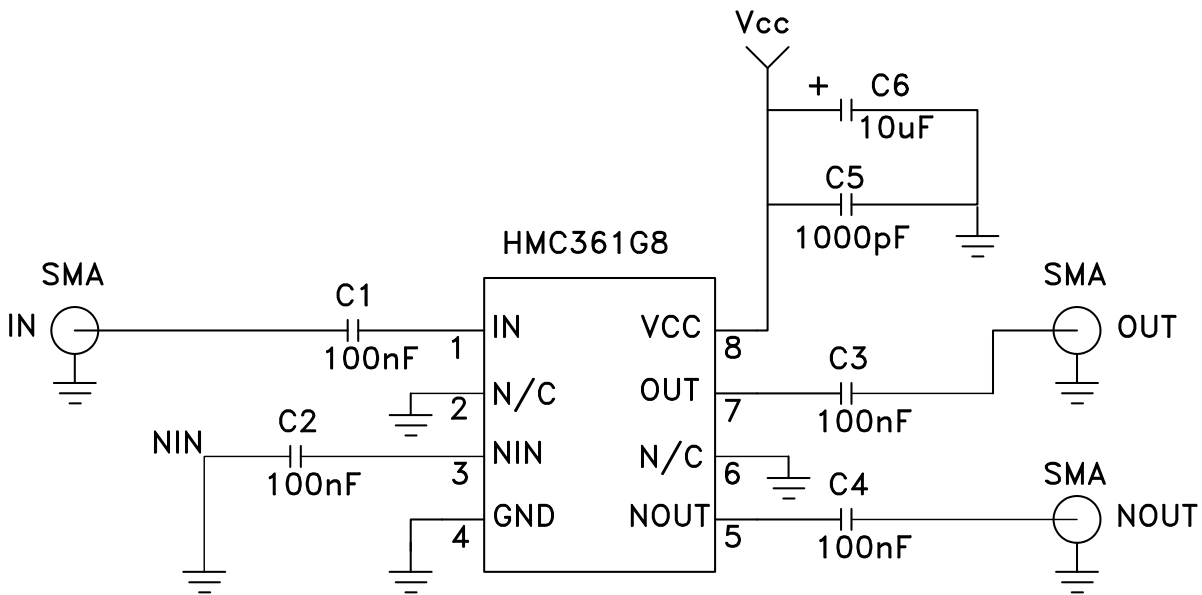 Vcc
+ C6
10uF
C5
1000pF
HMC361G8
SMA
SMA
IN
C1
100nF
1
IN
VCC
8
OUT
C3
100nF
2
N/C
OUT
7
NIN
C2
100nF
3
NIN
N/C
6
C4
100nF
SMA
4
GND
NOUT
5
NOUT